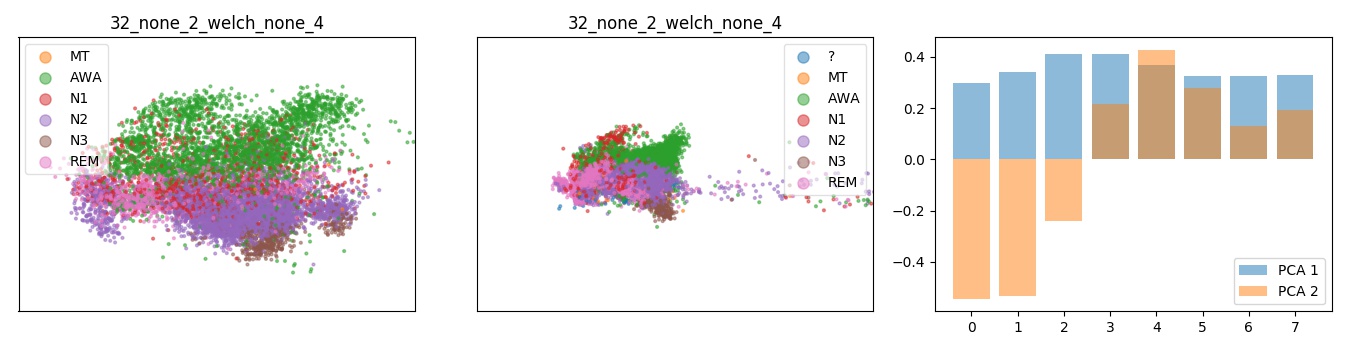 32_none_2_welch_none_4
MT
AWA
N1
N2
N3
REM
32_none_2_welch_none_4
?
MT
AWA
N1
N2
N3
REM
0.4
0.2
0.0
−0.2
−0.4
PCA 1
PCA 2
0 1 2 3 4 5 6 7